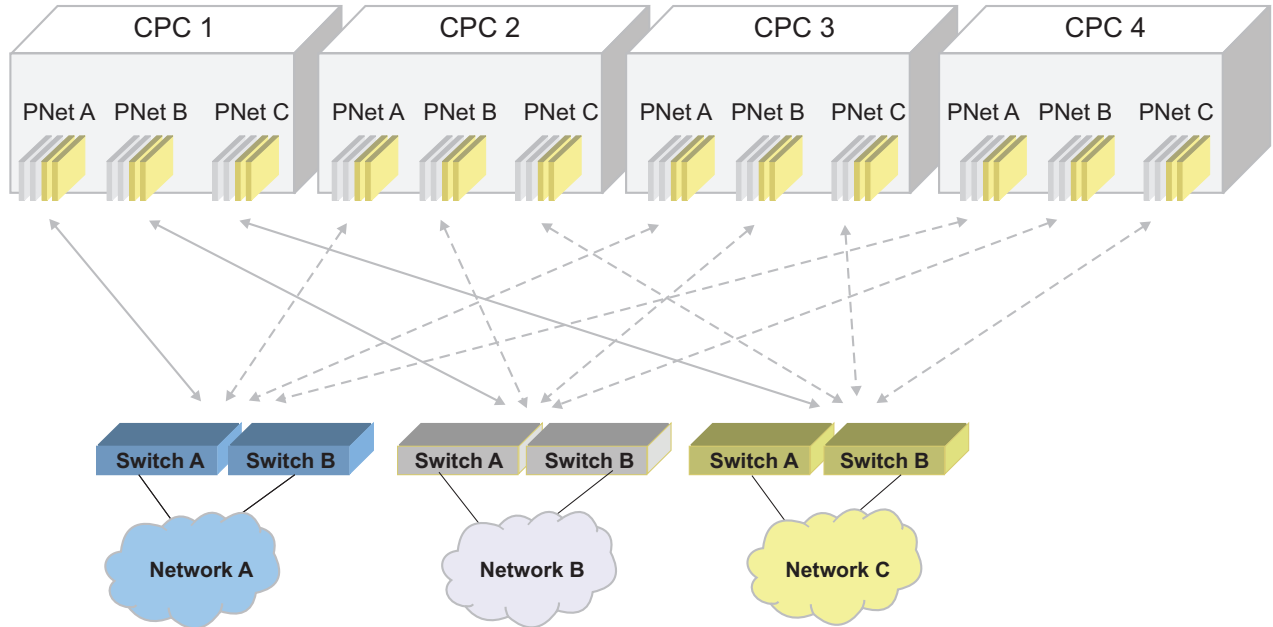 CPC 1 CPC 2 CPC 3 CPC 4
PNet A PNet B PNet C PNet A PNet B PNet C PNet A PNet B PNet C PNet A PNet B PNet C
Switch A Switch B Switch A Switch B Switch A Switch B
Network A Network B Network C